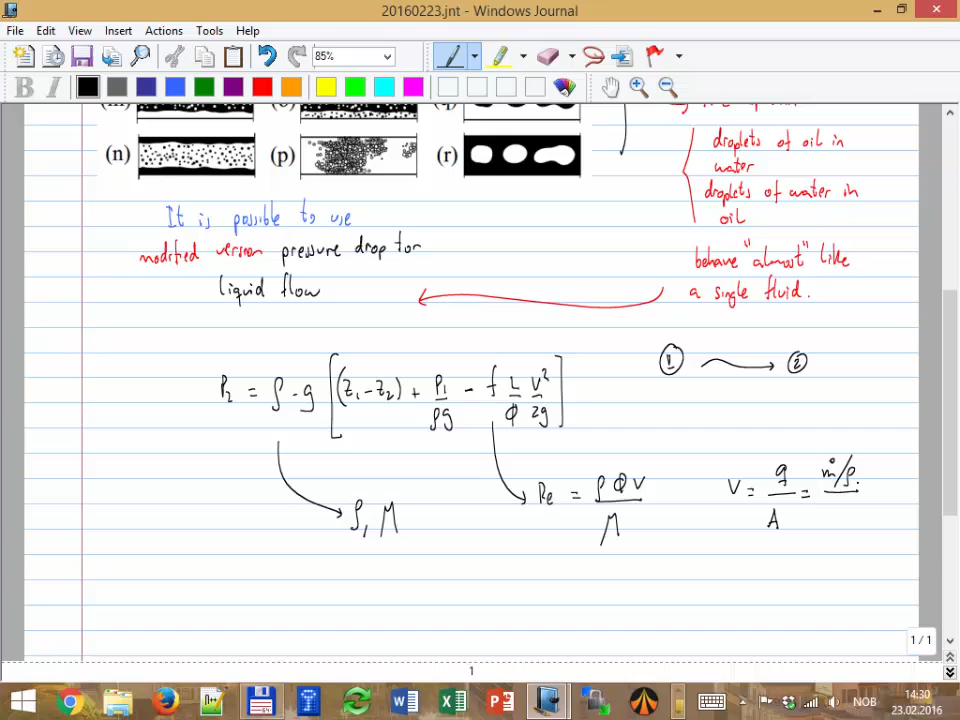 20160223.jnt - Windows Journal
File Edit View Insert Actions Tools Help
85%
B I
(n) (p) (r)
droplets of oil in
water
droplets of water in
oil
It is possible to use
modified version pressure drop for
liquid flow
behave "almost" like
a single fluid.
① ②
P₂ = ρ · g [(Z₁ - Z₂) + P₁/ρg - f L/Φ V²/2g]
Re = ρ Φ V / μ
V = q/A = ṁ/ρ
ρ, μ
1 / 1
1
NOB
14:30
23.02.2016